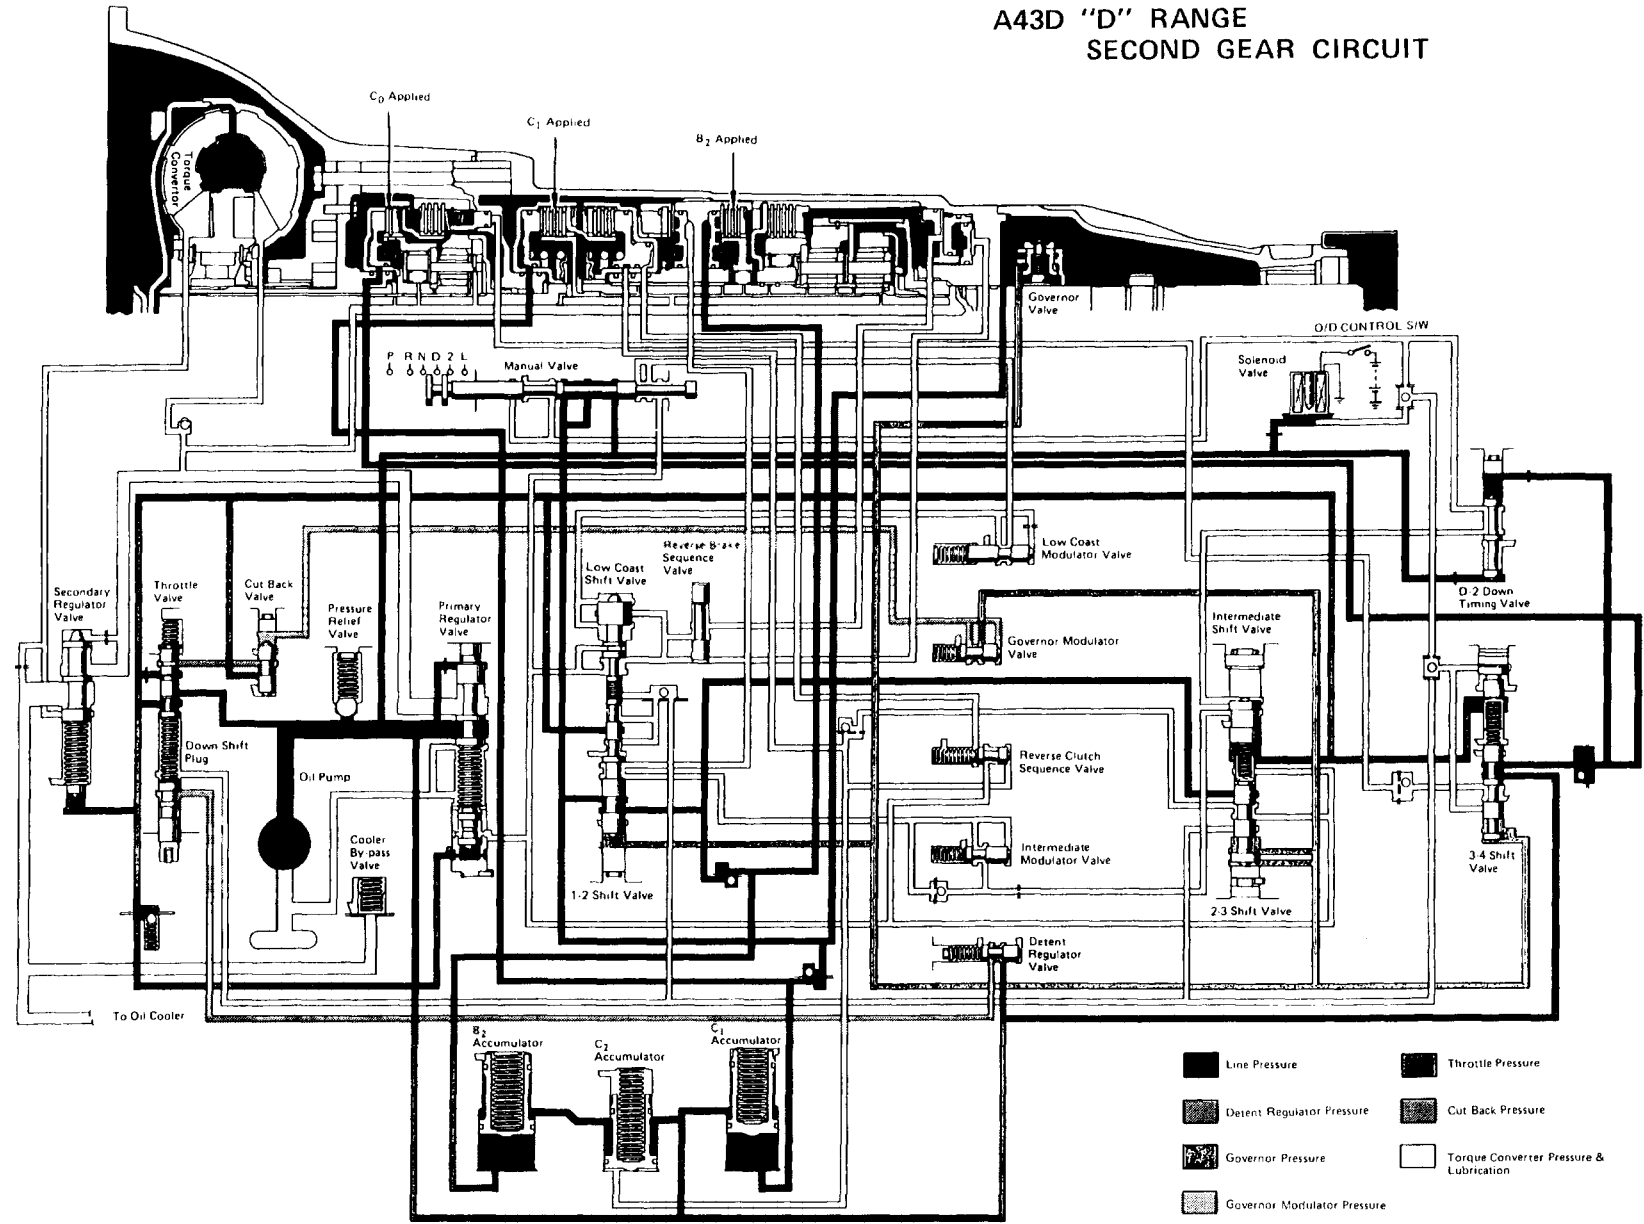 A43D "D" RANGE
SECOND GEAR CIRCUIT
C0 Applied
C1 Applied
B2 Applied
Torque
Convertor
Governor
Valve
O/D CONTROL S/W
P R N D 2 L
Manual Valve
Solenoid
Valve
Low Coast
Modulator Valve
Reverse Brake
Sequence
Valve
Low Coast
Shift Valve
D-2 Down
Timing Valve
Secondary
Regulator
Valve
Throttle
Valve
Cut Back
Valve
Pressure
Relief
Valve
Primary
Regulator
Valve
Governor Modulator
Valve
Intermediate
Shift Valve
Down Shift
Plug
Oil Pump
Reverse Clutch
Sequence Valve
Cooler
By-pass
Valve
Intermediate
Modulator Valve
3-4 Shift
Valve
1-2 Shift Valve
2-3 Shift Valve
Detent
Regulator
Valve
To Oil Cooler
B2
Accumulator
C2
Accumulator
C1
Accumulator
Line Pressure
Throttle Pressure
Detent Regulator Pressure
Cut Back Pressure
Governor Pressure
Torque Converter Pressure &
Lubrication
Governor Modulator Pressure